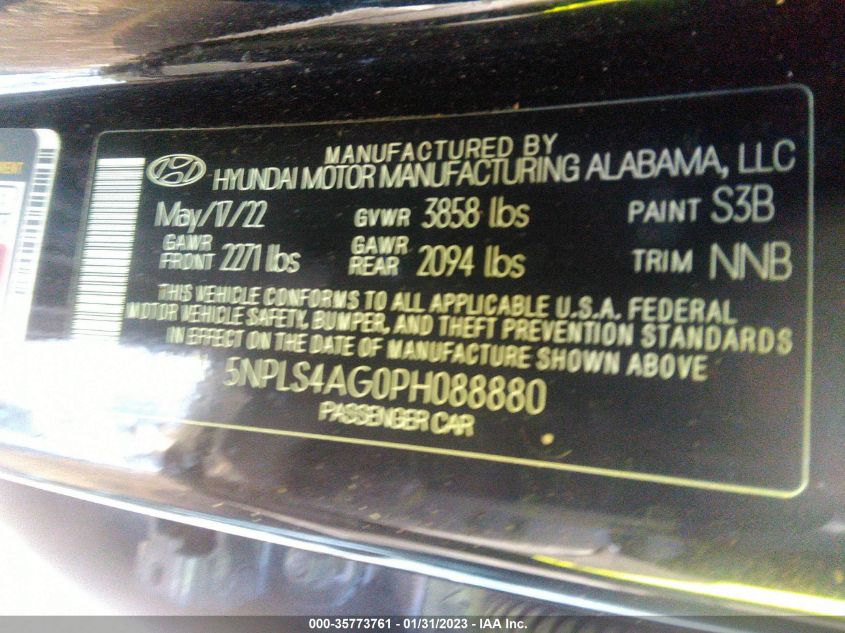 MANUFACTURED BY
HYUNDAI MOTOR MANUFACTURING ALABAMA, LLC
May/17/22 GVWR 3858 lbs PAINT S3B
GAWR FRONT 2271 lbs GAWR REAR 2094 lbs TRIM NNB
THIS VEHICLE CONFORMS TO ALL APPLICABLE U.S.A. FEDERAL
MOTOR VEHICLE SAFETY, BUMPER, AND THEFT PREVENTION STANDARDS
IN EFFECT ON THE DATE OF MANUFACTURE SHOWN ABOVE
5NPLS4AG0PH088880
PASSENGER CAR
000-35773761 / 01/31/2023 - IAA Inc.